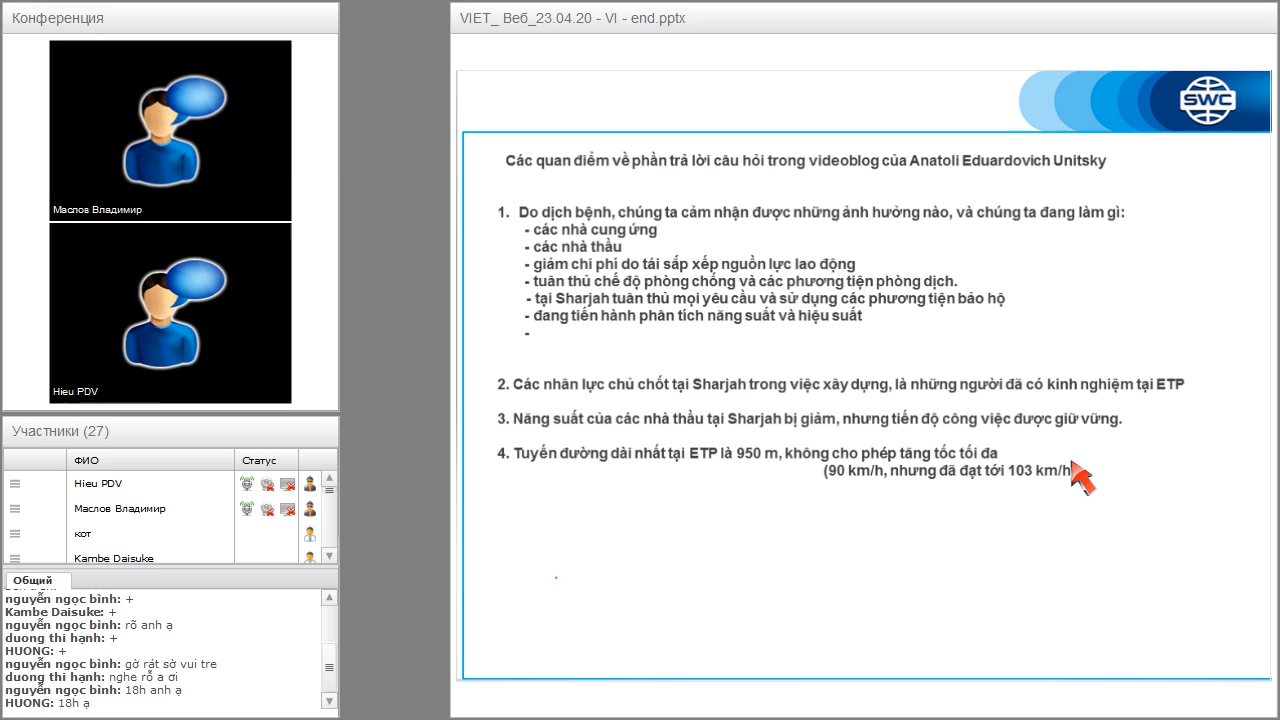 Конференция
Маслов Владимир
Hieu PDV
Участники (27)
ФИО
Статус
Hieu PDV
Маслов Владимир
кот
Kambe Daisuke
Общий
nguyễn ngọc bình: +
Kambe Daisuke: +
nguyễn ngọc bình: rõ anh ạ
duong thi hạnh: +
HUONG: +
nguyễn ngọc bình: gờ rát sờ vui tre
duong thi hạnh: nghe rỗ a ơi
nguyễn ngọc bình: 18h anh ạ
HUONG: 18h ạ
VIET_ Веб_23.04.20 - VI - end.pptx
SWC
Các quan điểm về phần trả lời câu hỏi trong videoblog của Anatoli Eduardovich Unitsky
1. Do dịch bệnh, chúng ta cảm nhận được những ảnh hưởng nào, và chúng ta đang làm gì:
- các nhà cung ứng
- các nhà thầu
- giảm chi phí do tái sắp xếp nguồn lực lao động
- tuân thủ chế độ phòng chống và các phương tiện phòng dịch.
- tại Sharjah tuân thủ mọi yêu cầu và sử dụng các phương tiện bảo hộ
- đang tiến hành phân tích năng suất và hiệu suất
-
2. Các nhân lực chủ chốt tại Sharjah trong việc xây dựng, là những người đã có kinh nghiệm tại ETP
3. Năng suất của các nhà thầu tại Sharjah bị giảm, nhưng tiến độ công việc được giữ vững.
4. Tuyến đường dài nhất tại ETP là 950 m, không cho phép tăng tốc tối đa
(90 km/h, nhưng đã đạt tới 103 km/h